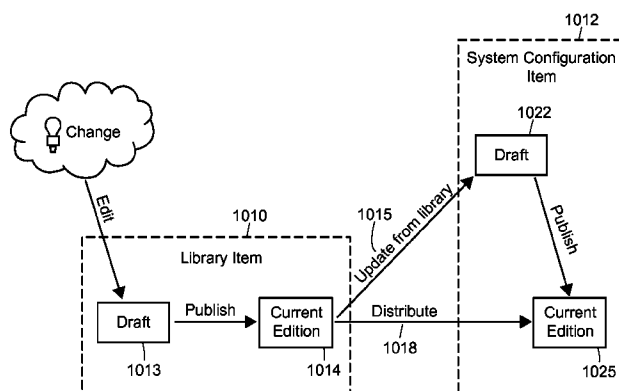 1012
System Configuration
Item
1022
Change
Draft
Edit
1010
1015
Update from library
Publish
Library Item
Draft
Publish
Current
Edition
Distribute
Current
Edition
1013
1014
1018
1025